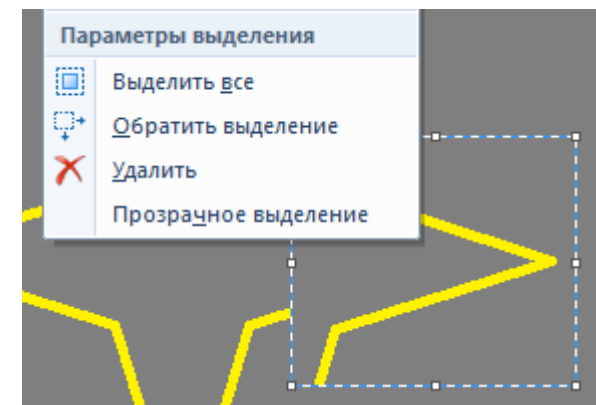 Параметры выделения
Выделить все
Обратить выделение
Удалить
Прозрачное выделение